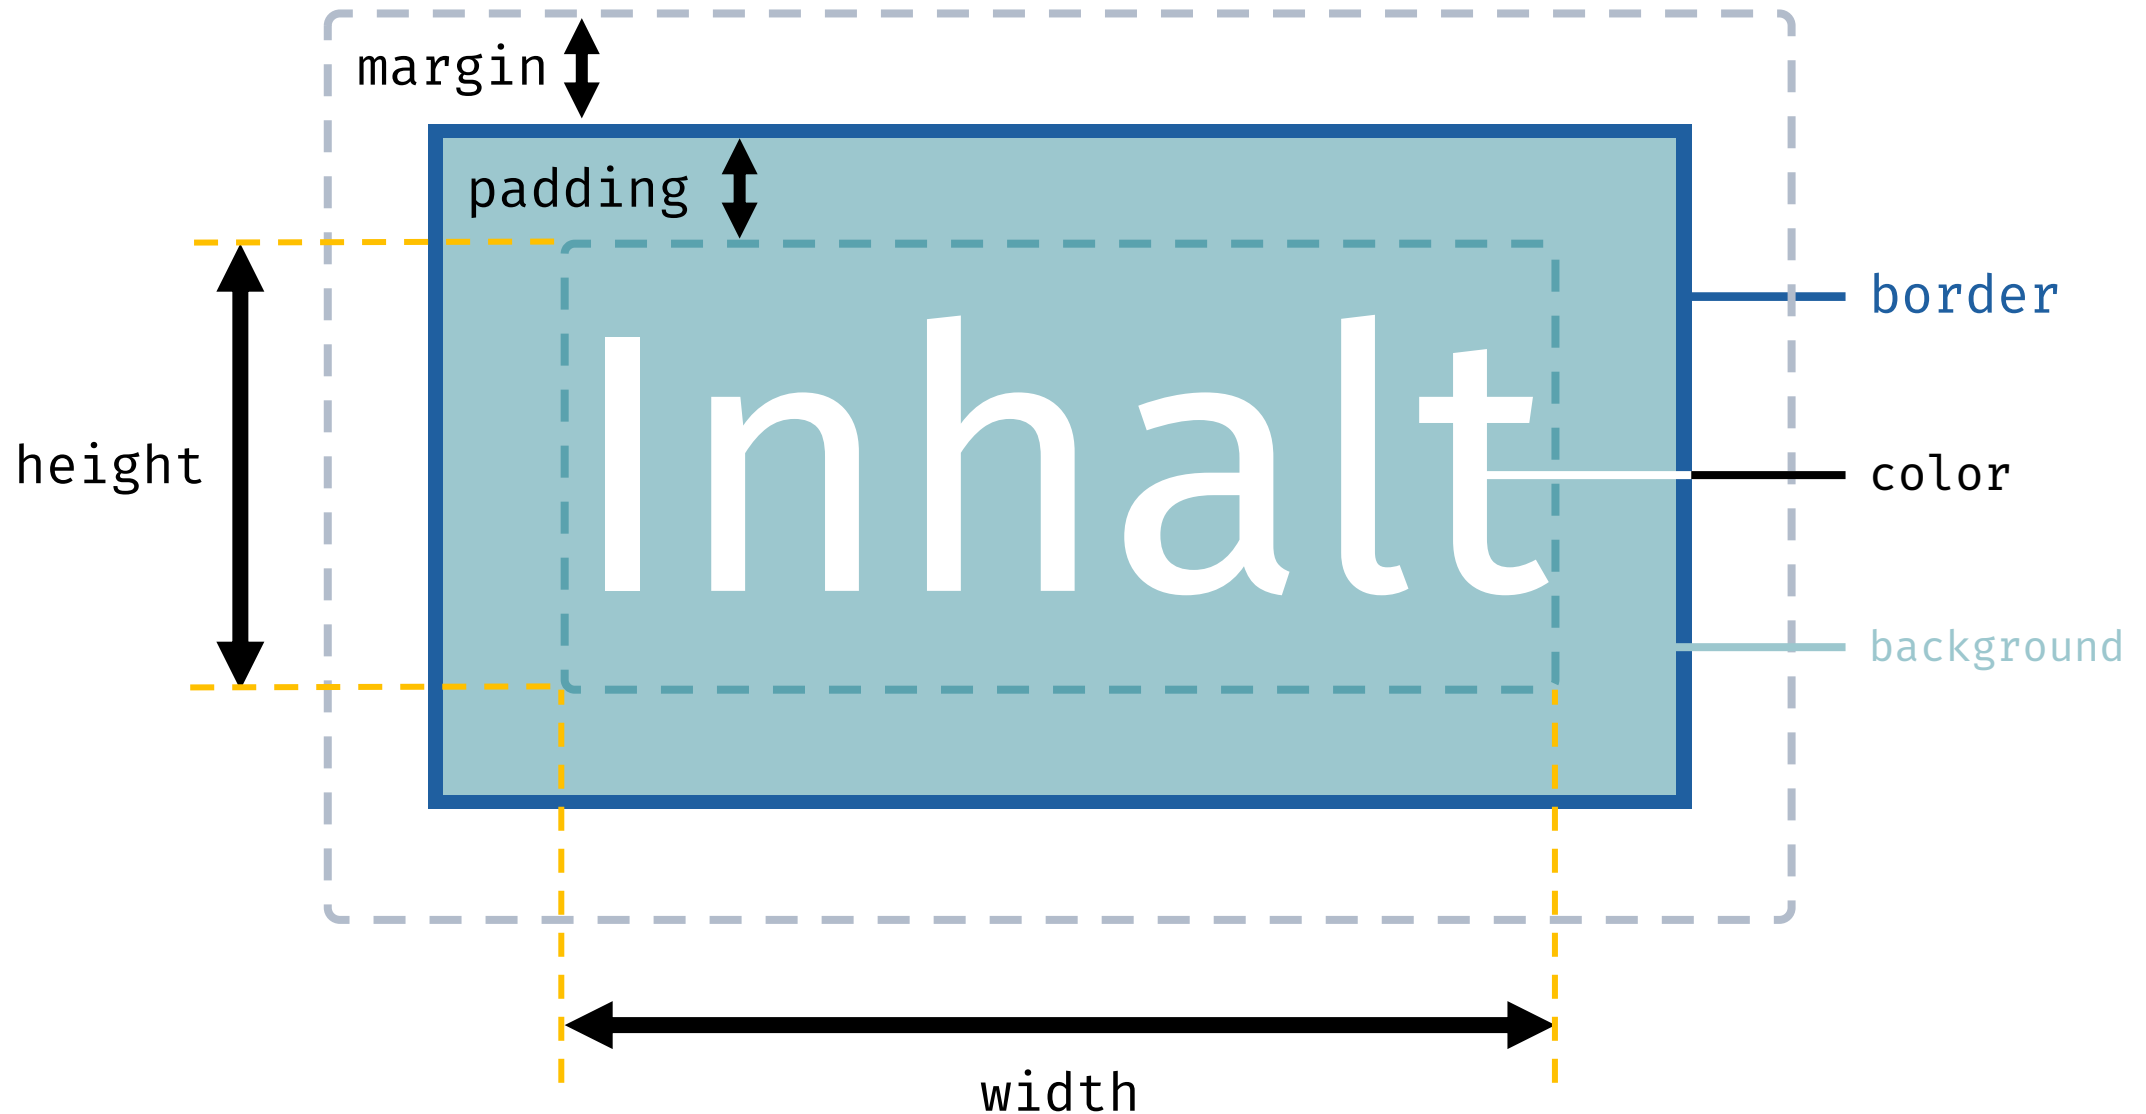 margin
padding
border
height
Inhalt
color
background
width